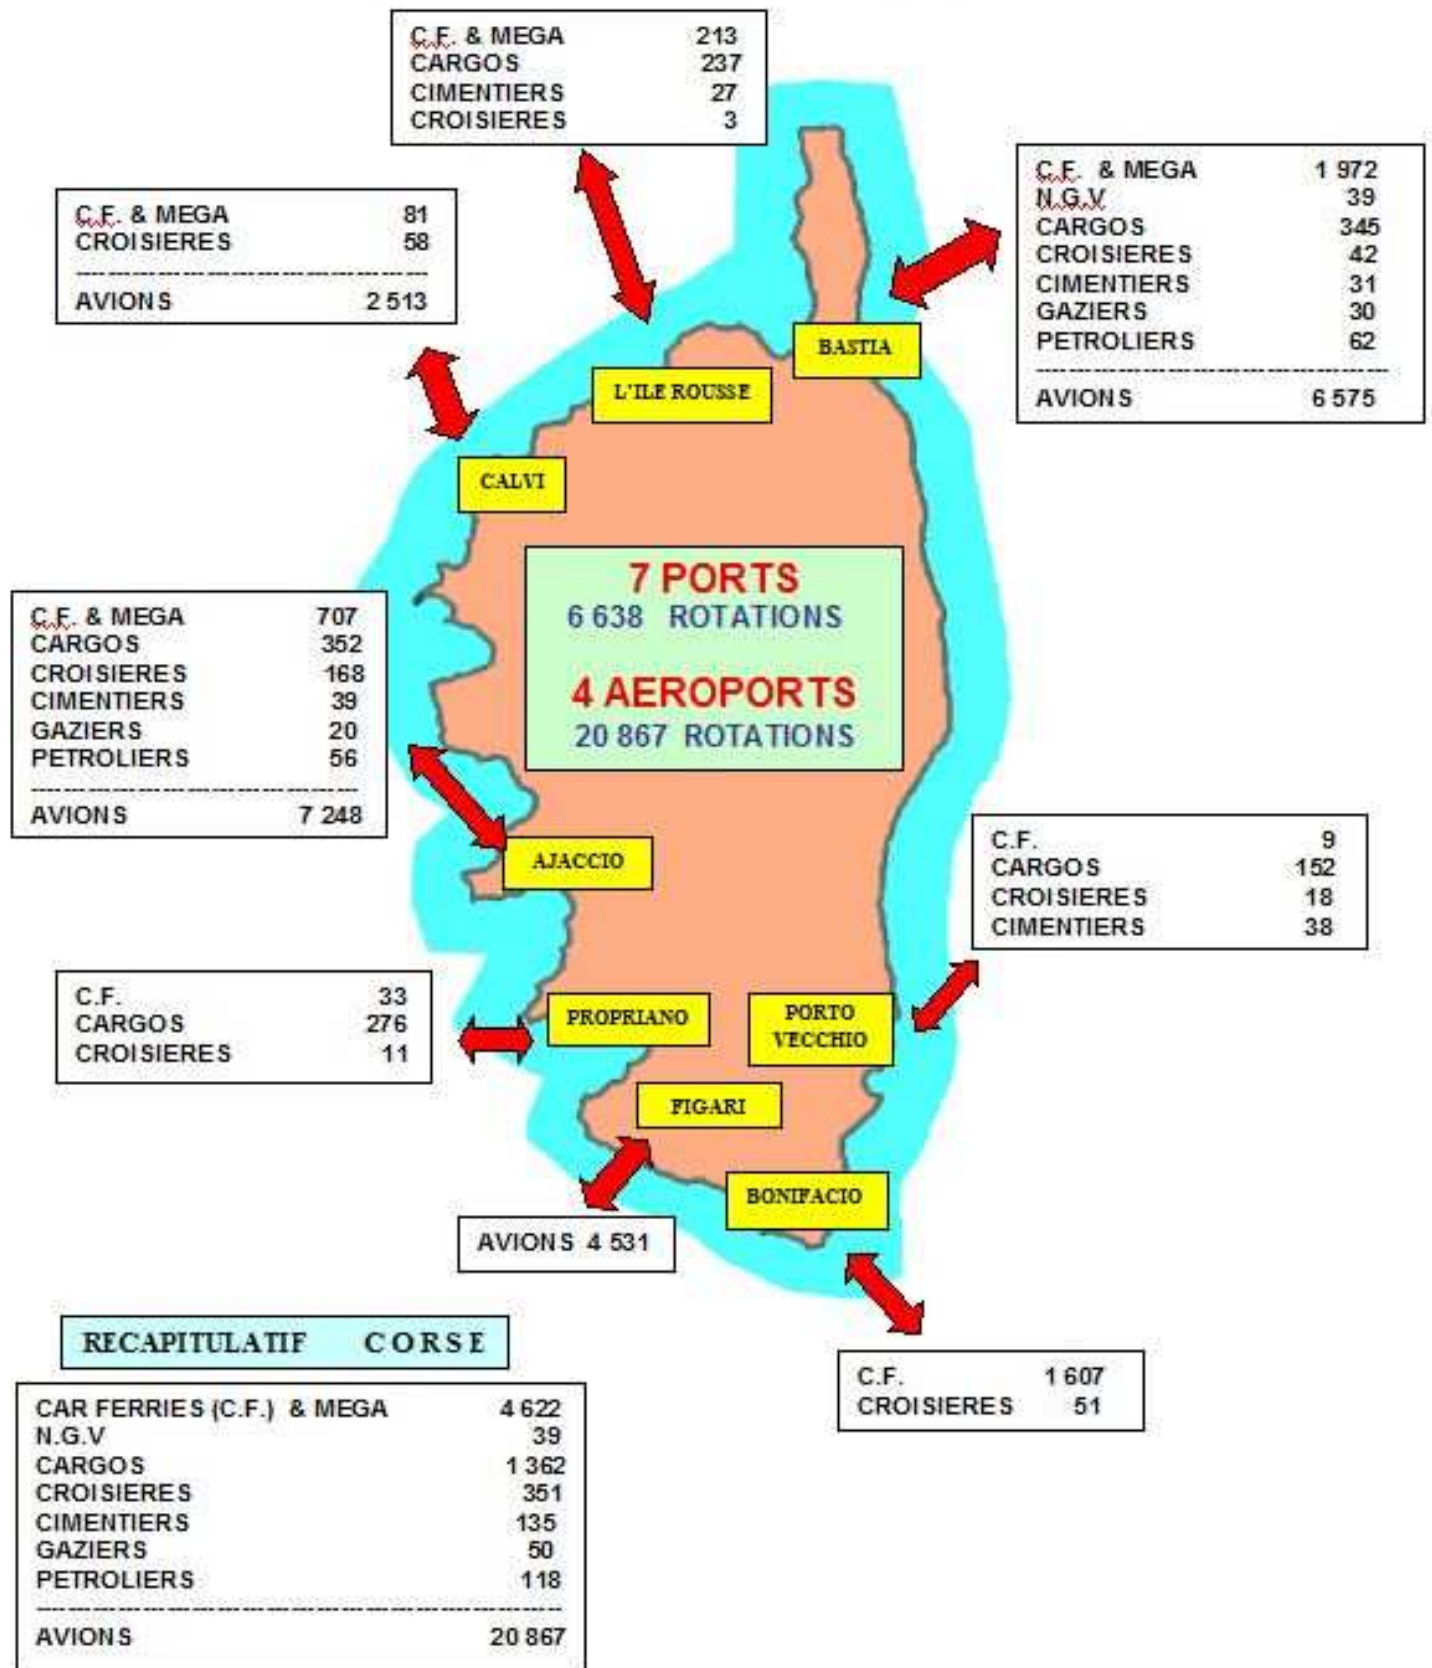 C.F. & MEGA 213
CARGOS 237
CIMENTIERS 27
CROISIERES 3
C.F. & MEGA 1 972
N.G.V 39
CARGOS 345
CROISIERES 42
CIMENTIERS 31
GAZIERS 30
PETROLIERS 62
AVIONS 6 575
C.F. & MEGA 81
CROISIERES 58
AVIONS 2 513
BASTIA
L'ILE ROUSSE
CALVI
7 PORTS
6 638 ROTATIONS
4 AEROPORTS
20 867 ROTATIONS
C.F. & MEGA 707
CARGOS 352
CROISIERES 168
CIMENTIERS 39
GAZIERS 20
PETROLIERS 56
AVIONS 7 248
AJACCIO
C.F. 9
CARGOS 152
CROISIERES 18
CIMENTIERS 38
C.F. 33
CARGOS 276
CROISIERES 11
PROPRIANO
PORTO
VECCHIO
FIGARI
BONIFACIO
AVIONS 4 531
C.F. 1 607
CROISIERES 51
RECAPITULATIF CORSE
CAR FERRIES (C.F.) & MEGA 4 622
N.G.V 39
CARGOS 1 362
CROISIERES 351
CIMENTIERS 135
GAZIERS 50
PETROLIERS 118
AVIONS 20 867